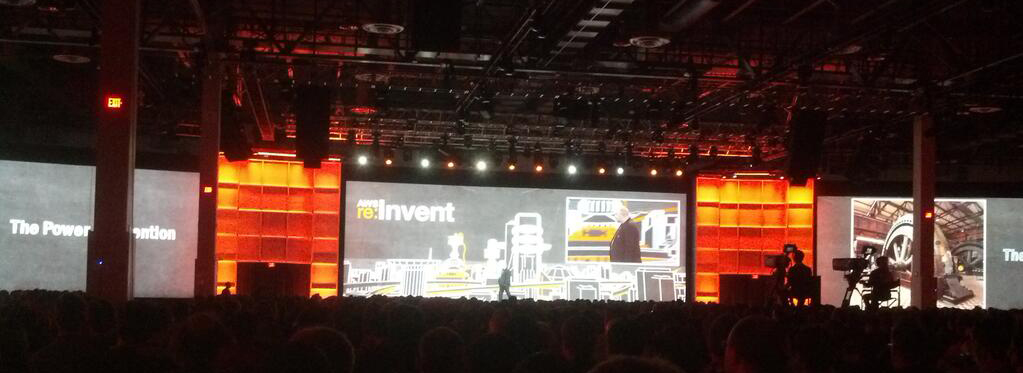 EXIT
AWS
re:Invent
The Power
ention
The